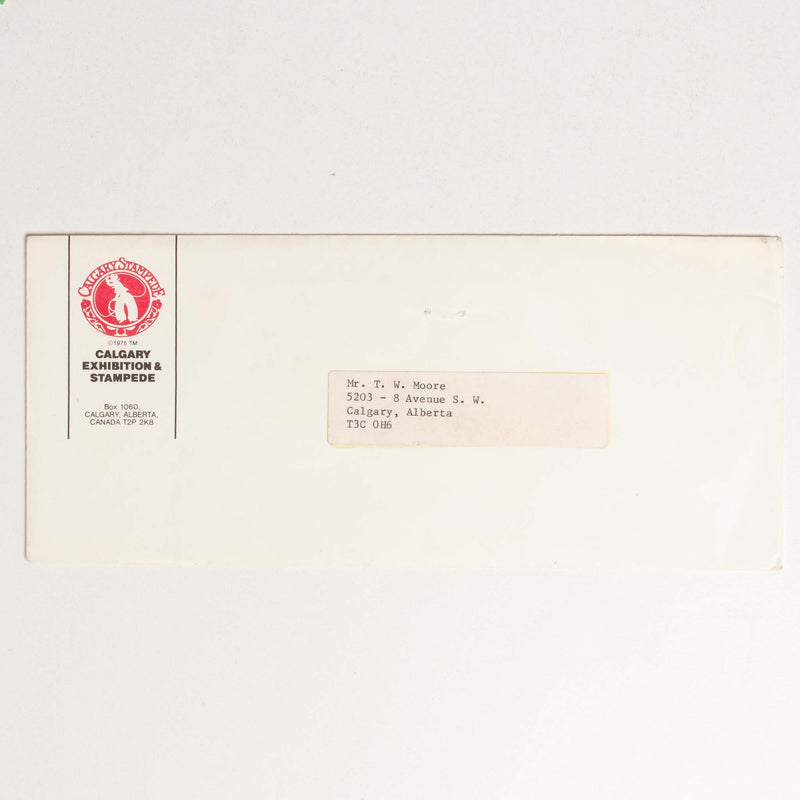 CALGARY STAMPEDE
©1975 TM
CALGARY
EXHIBITION &
STAMPEDE
Box 1060,
CALGARY, ALBERTA,
CANADA T2P 2K8
Mr. T. W. Moore
5203 - 8 Avenue S. W.
Calgary, Alberta
T3C 0H6